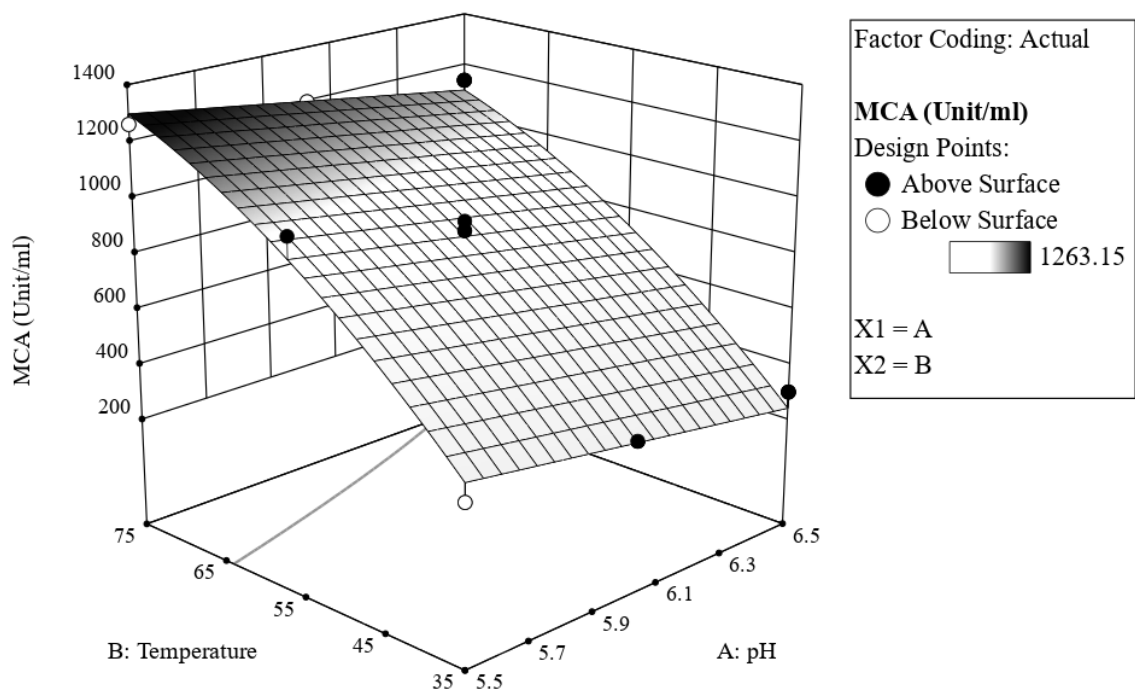 1400
1200
1000
800
600
400
200
MCA (Unit/ml)
75
65
55
45
35
B: Temperature
5.5
5.7
5.9
6.1
6.3
6.5
A: pH
Factor Coding: Actual
MCA (Unit/ml)
Design Points:
Above Surface
Below Surface
1263.15
X1 = A
X2 = B